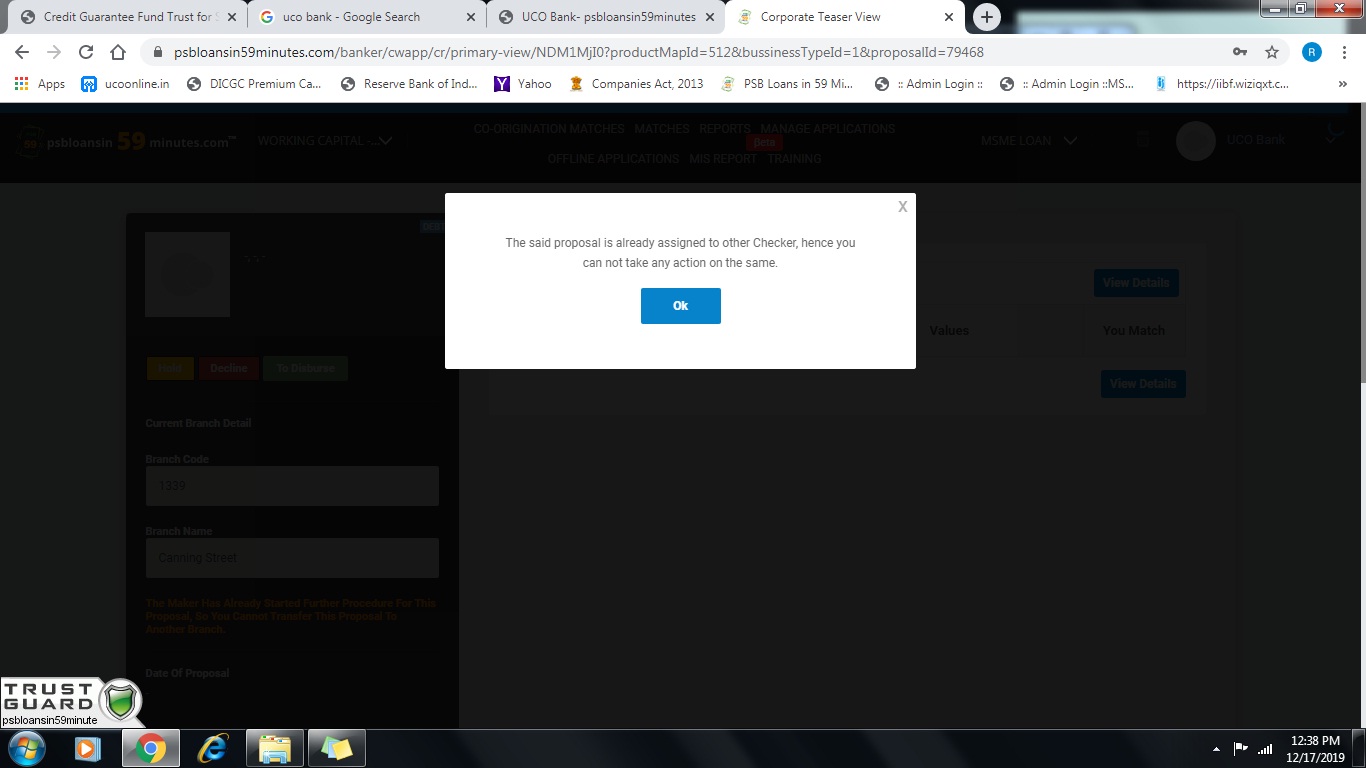 Credit Guarantee Fund Trust for S
uco bank - Google Search
UCO Bank- psbloansin59minutes
Corporate Teaser View
psbloansin59minutes.com/banker/cwapp/cr/primary-view/NDM1MjI0?productMapId=512&bussinessTypeId=1&proposalId=79468
R
Apps
ucoonline.in
DICGC Premium Ca...
Reserve Bank of Ind...
Yahoo
Companies Act, 2013
PSB Loans in 59 Mi...
:: Admin Login ::
:: Admin Login ::MS...
https://iibf.wiziqxt.c...
»
psbloansin 59 minutes.com™
WORKING CAPITAL -...
CO-ORIGINATION MATCHES MATCHES REPORTS MANAGE APPLICATIONS
Beta
OFFLINE APPLICATIONS MIS REPORT TRAINING
MSME LOAN
UCO Bank
X
The said proposal is already assigned to other Checker, hence you
can not take any action on the same.
Ok
View Details
Values
You Match
View Details
Hold
Decline
To Disburse
Current Branch Detail
Branch Code
1339
Branch Name
Canning Street
The Maker Has Already Started Further Procedure For This
Proposal, So You Cannot Transfer This Proposal To
Another Branch.
Date Of Proposal
TRUST
GUARD
psbloansin59minute
12:38 PM
12/17/2019